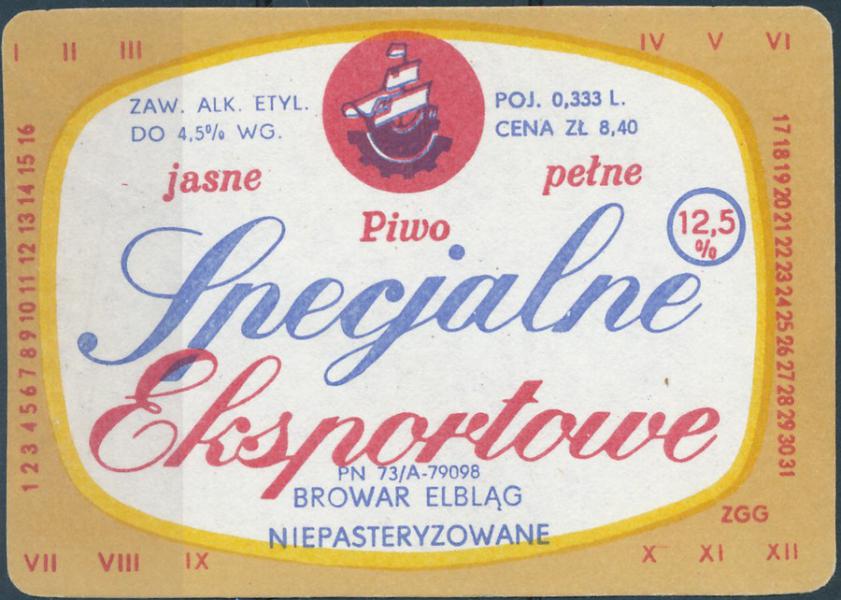 I II III
IV V VI
ZAW. ALK. ETYL.
DO 4,5% WG.
POJ. 0,333 L.
CENA ZŁ 8,40
jasne
pełne
Piwo
12,5
%
Specjalne
Eksportowe
PN 73/A-79098
BROWAR ELBLĄG
NIEPASTERYZOWANE
ZGG
1 2 3 4 5 6 7 8 9 10 11 12 13 14 15 16
17 18 19 20 21 22 23 24 25 26 27 28 29 30 31
VII VIII IX
X XI XII